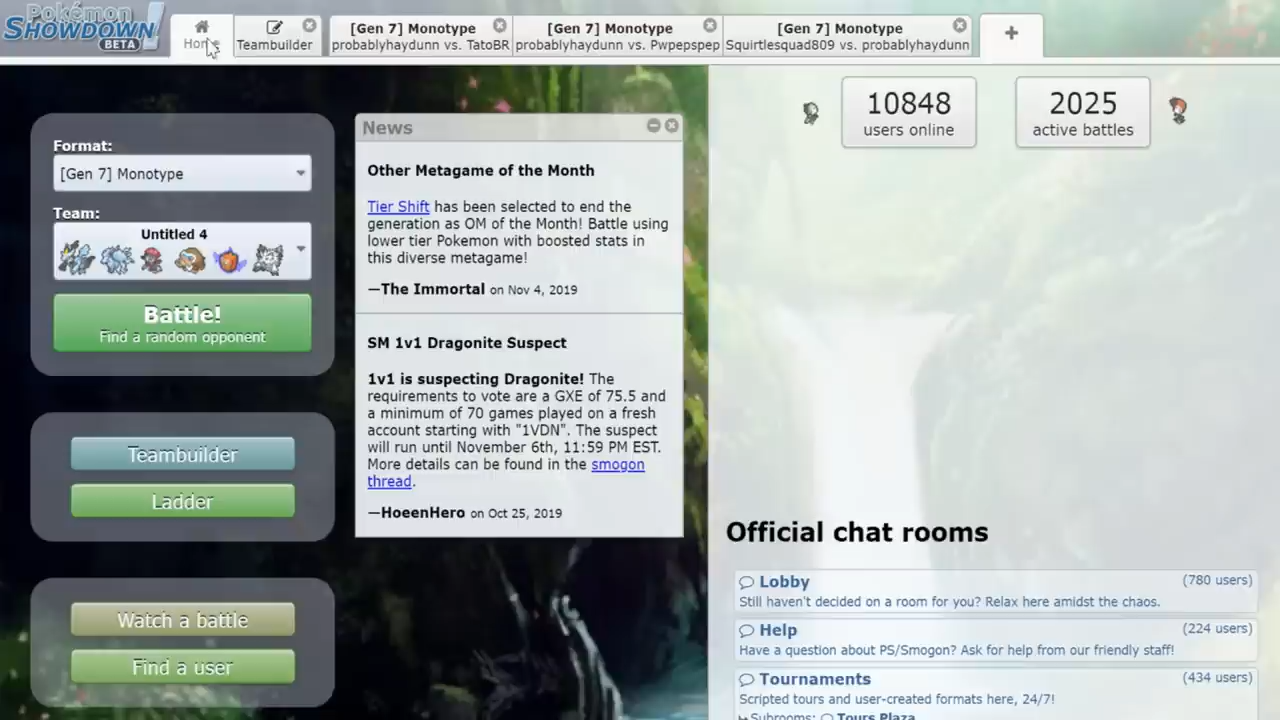 Pokémon
SHOWDOWN!
BETA
Home
Teambuilder
[Gen 7] Monotype
probablyhaydunn vs. TatoBR
[Gen 7] Monotype
probablyhaydunn vs. Pwpepspep
[Gen 7] Monotype
Squirtlesquad809 vs. probablyhaydunn
+
Format:
[Gen 7] Monotype
Team:
Untitled 4
Battle!
Find a random opponent
Teambuilder
Ladder
Watch a battle
Find a user
News
Other Metagame of the Month
Tier Shift has been selected to end the
generation as OM of the Month! Battle using
lower tier Pokemon with boosted stats in
this diverse metagame!
—The Immortal on Nov 4, 2019
SM 1v1 Dragonite Suspect
1v1 is suspecting Dragonite! The
requirements to vote are a GXE of 75.5 and
a minimum of 70 games played on a fresh
account starting with "1VDN". The suspect
will run until November 6th, 11:59 PM EST.
More details can be found in the smogon
thread.
—HoeenHero on Oct 25, 2019
10848
users online
2025
active battles
Official chat rooms
Lobby (780 users)
Still haven't decided on a room for you? Relax here amidst the chaos.
Help (224 users)
Have a question about PS/Smogon? Ask for help from our friendly staff!
Tournaments (434 users)
Scripted tours and user-created formats here, 24/7!
Subrooms: Tours Plaza